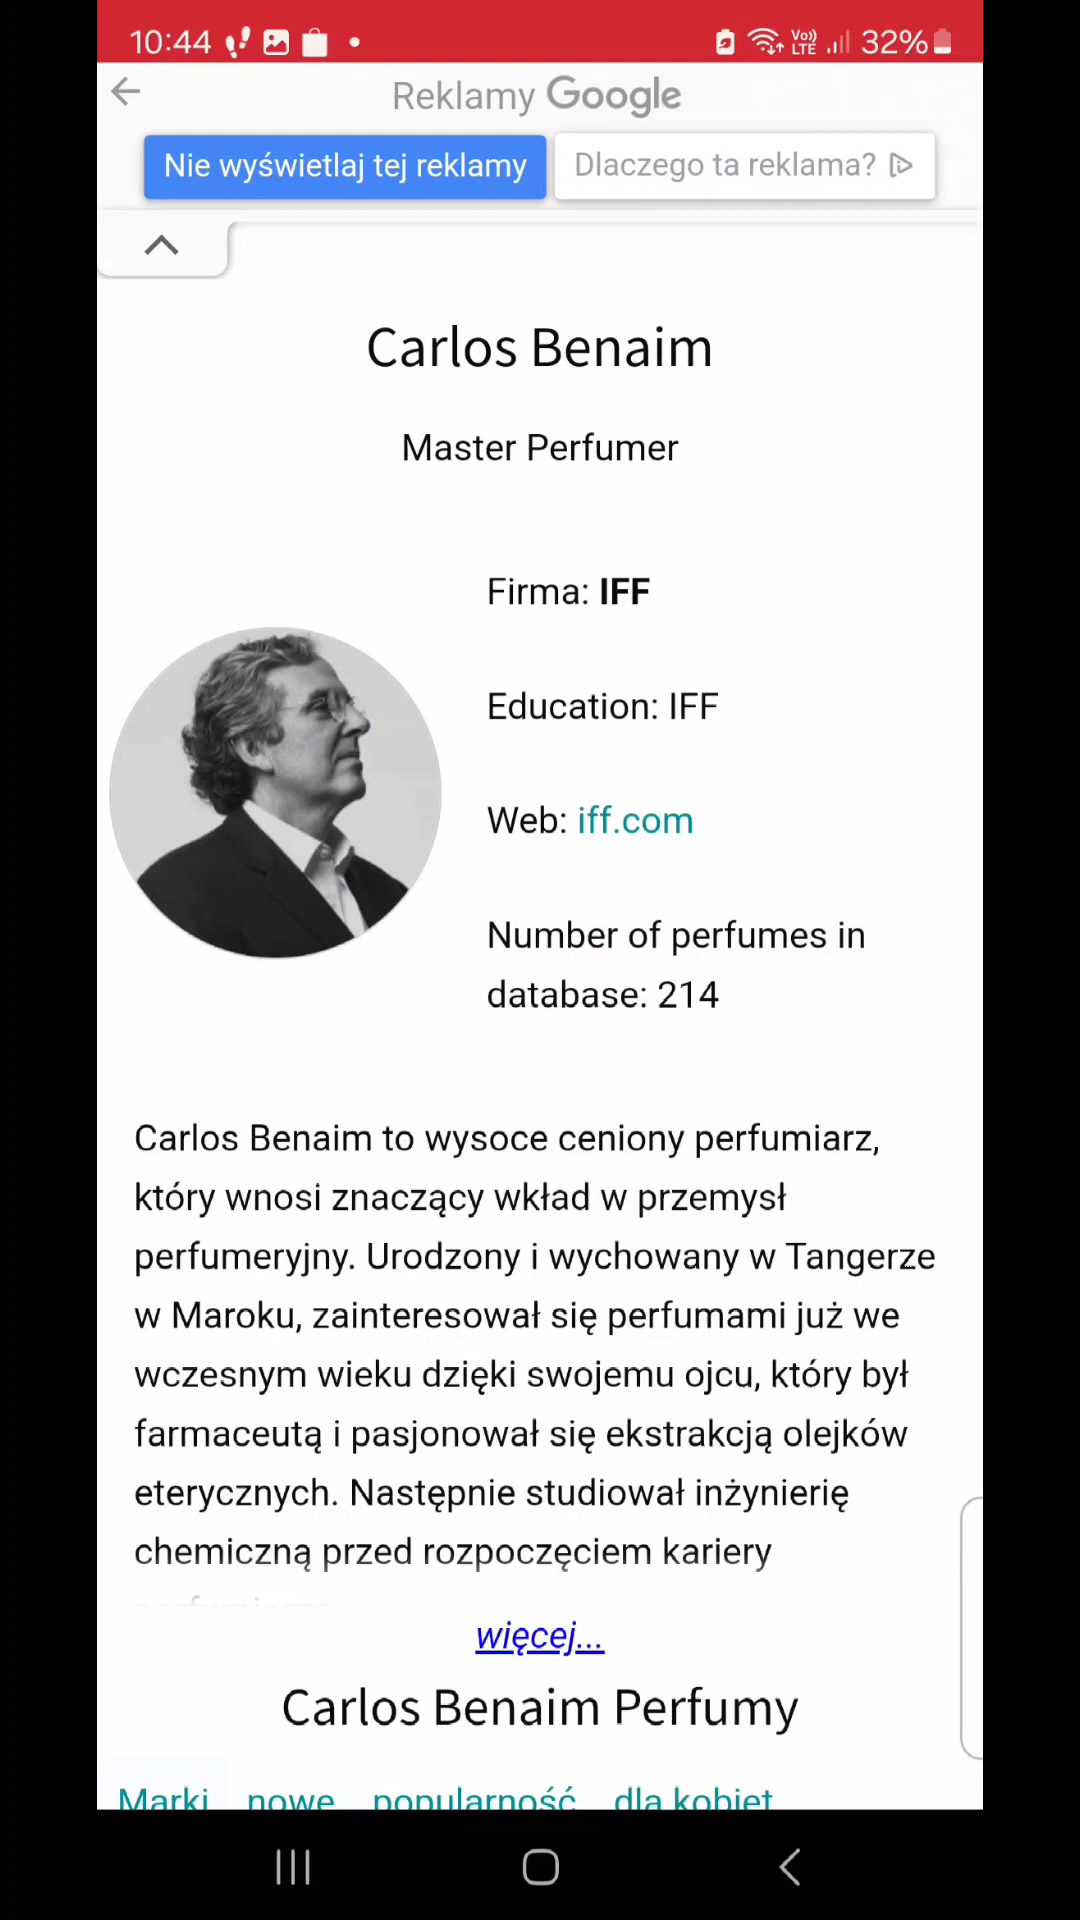 10:44
Vo))
LTE
32%
Reklamy Google
Nie wyświetlaj tej reklamy
Dlaczego ta reklama?
Carlos Benaim
Master Perfumer
Firma: IFF
Education: IFF
Web: iff.com
Number of perfumes in
database: 214
Carlos Benaim to wysoce ceniony perfumiarz,
który wnosi znaczący wkład w przemysł
perfumeryjny. Urodzony i wychowany w Tangerze
w Maroku, zainteresował się perfumami już we
wczesnym wieku dzięki swojemu ojcu, który był
farmaceutą i pasjonował się ekstrakcją olejków
eterycznych. Następnie studiował inżynierię
chemiczną przed rozpoczęciem kariery
więcej...
Carlos Benaim Perfumy
Marki nowe popularność dla kobiet